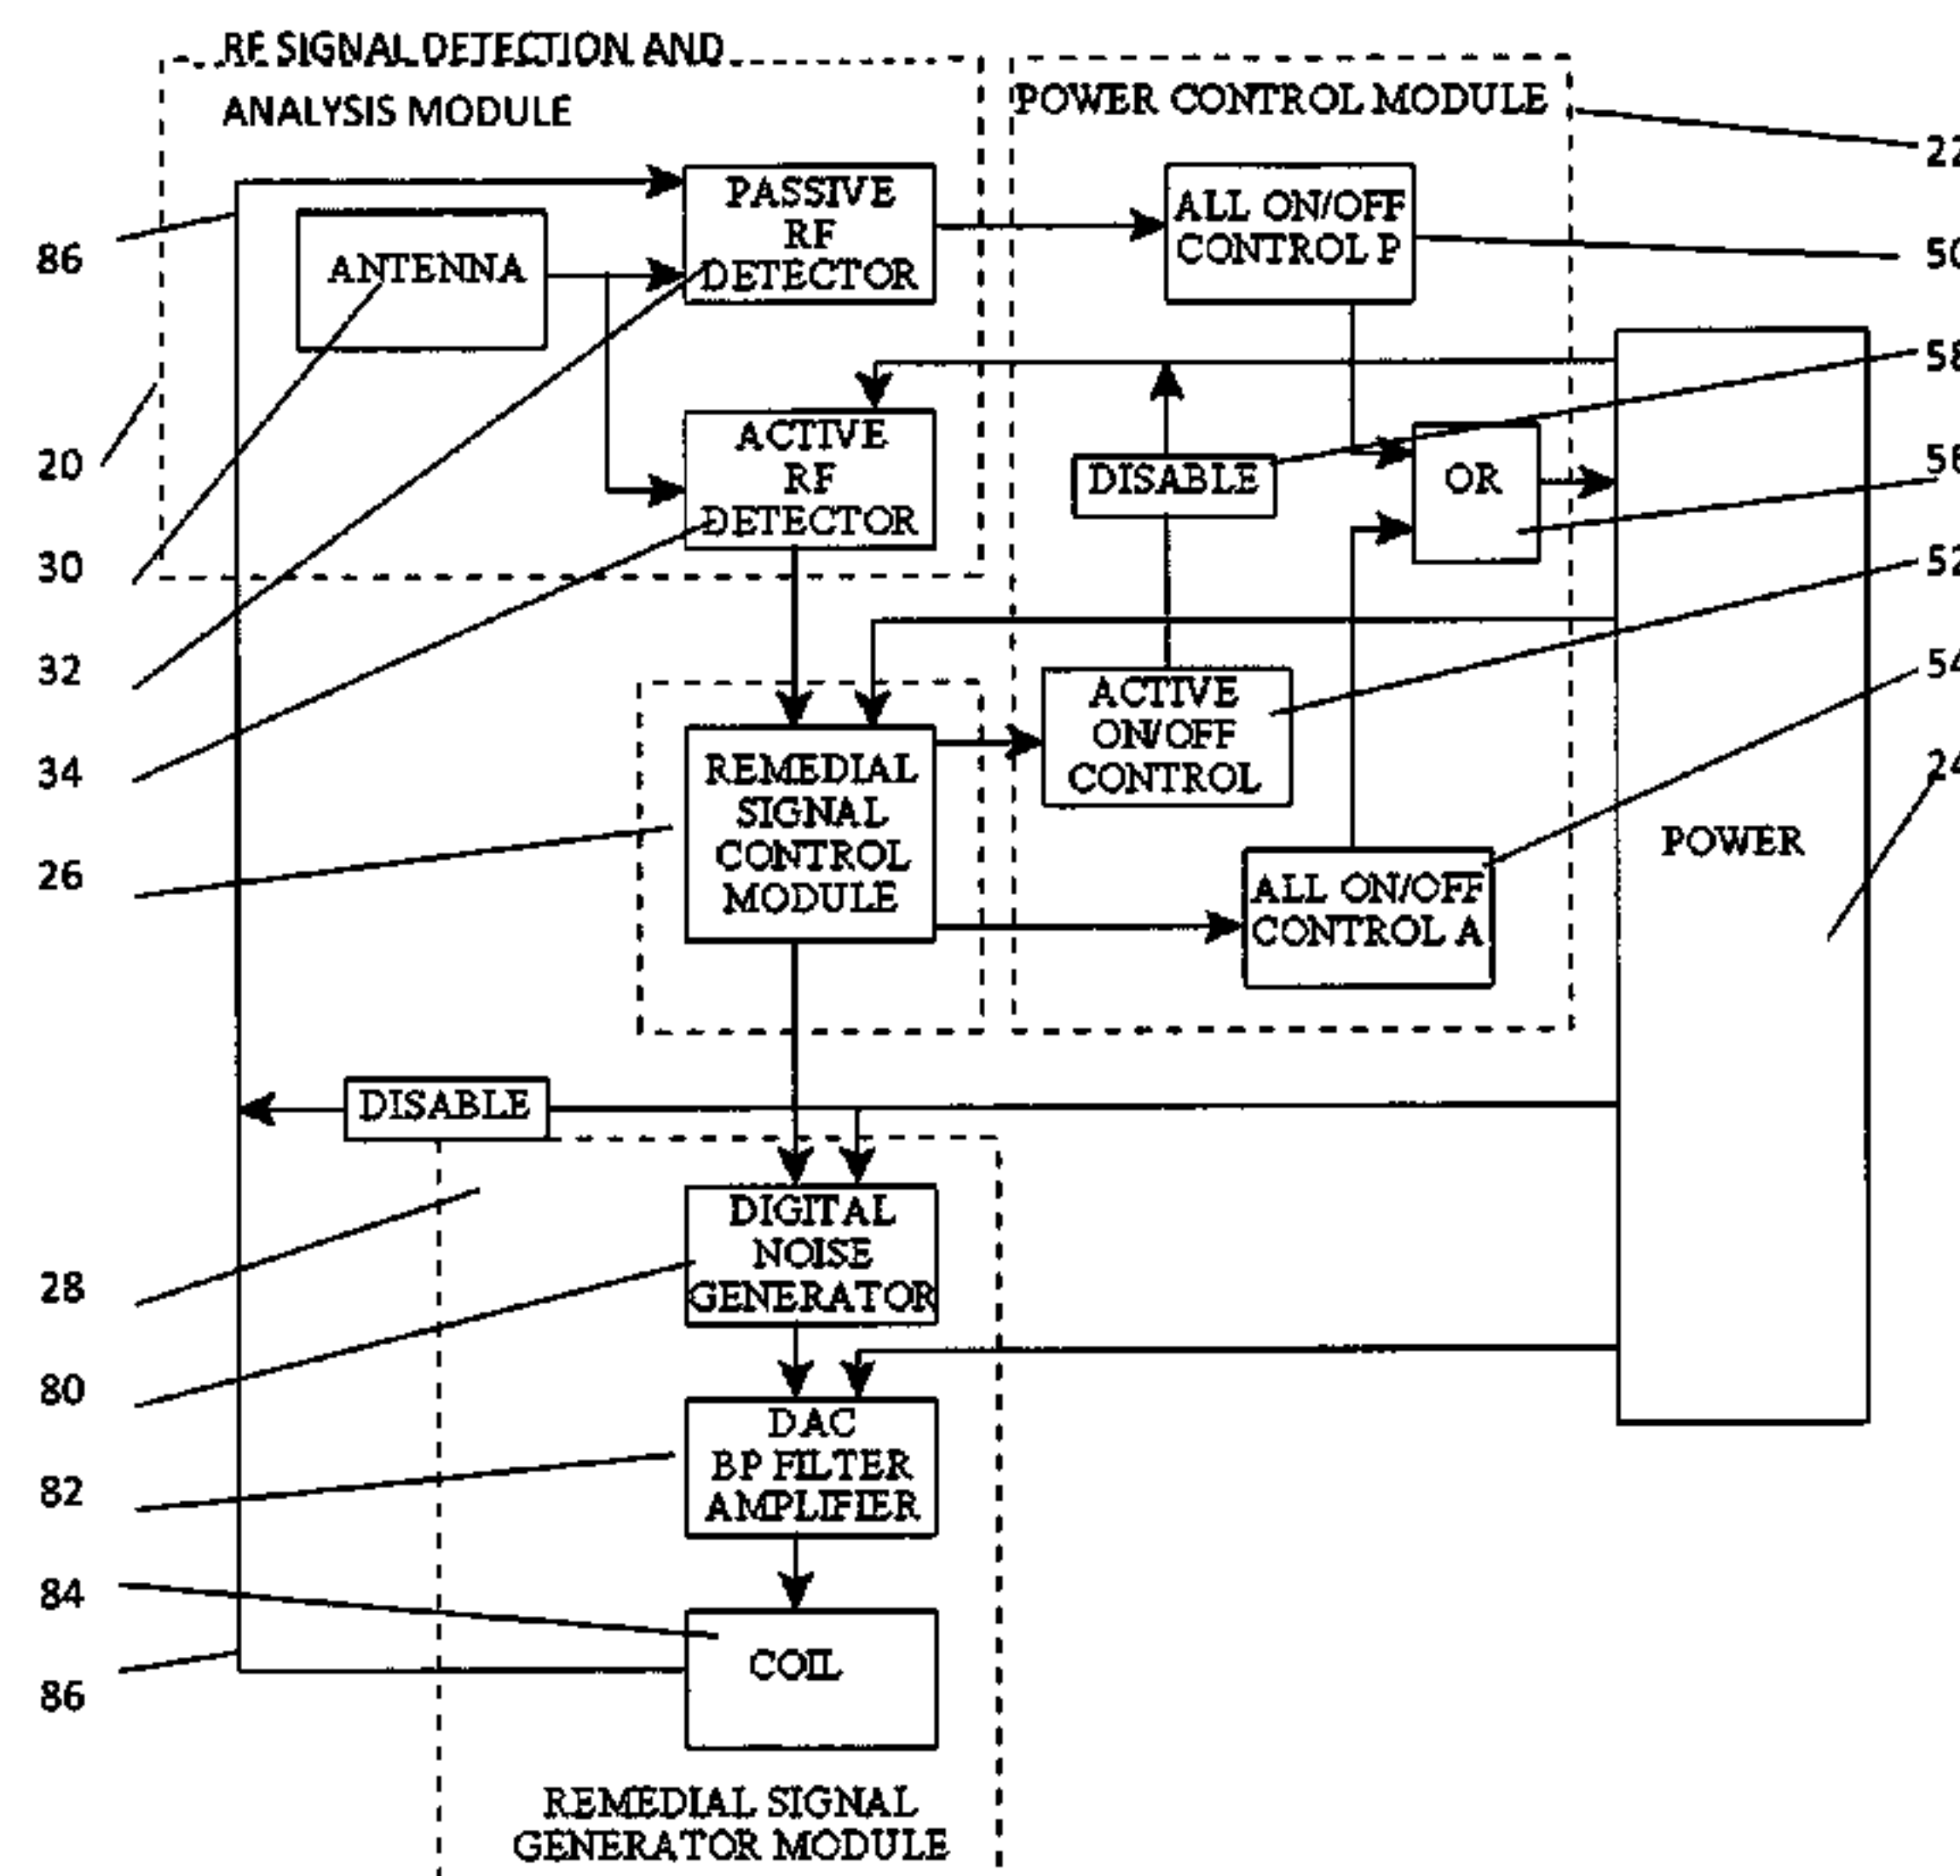 RF SIGNAL DETECTION AND
ANALYSIS MODULE
POWER CONTROL MODULE
PASSIVE
RF
DETECTOR
ALL ON/OFF
CONTROL P
ANTENNA
ACTIVE
RF
DETECTOR
DISABLE
OR
REMEDIAL
SIGNAL
CONTROL
MODULE
ACTIVE
ON/OFF
CONTROL
ALL ON/OFF
CONTROL A
POWER
DISABLE
DIGITAL
NOISE
GENERATOR
DAC
BP FILTER
AMPLIFIER
COIL
REMEDIAL SIGNAL
GENERATOR MODULE
86
20
30
32
34
26
28
80
82
84
86
22
50
58
56
52
54
24